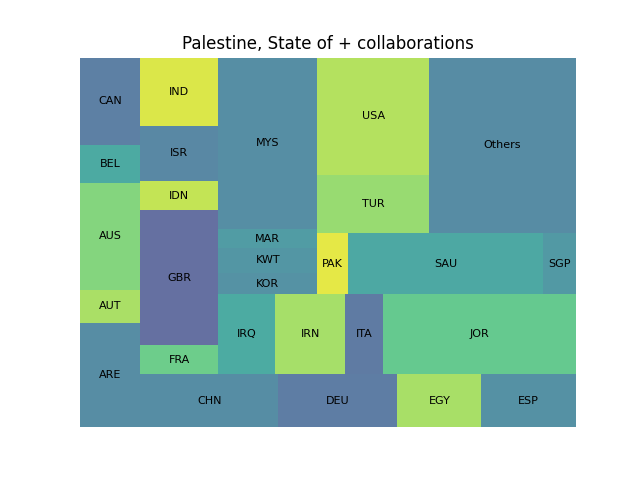 Palestine, State of + collaborations
CAN
IND
MYS
USA
Others
BEL
ISR
IDN
TUR
AUS
GBR
MAR
KWT
KOR
PAK
SAU
SGP
AUT
FRA
IRQ
IRN
ITA
JOR
ARE
CHN
DEU
EGY
ESP